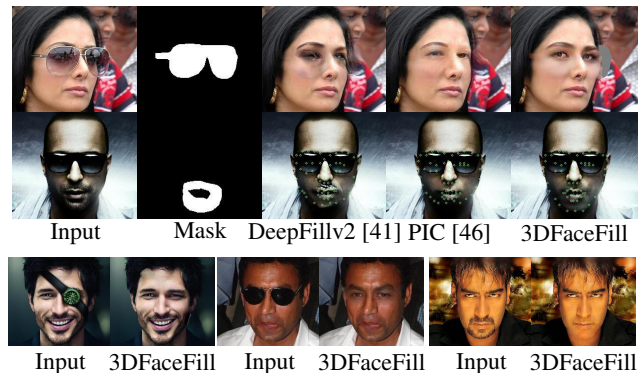 Input Mask DeepFillv2 [41] PIC [46] 3DFaceFill
Input 3DFaceFill Input 3DFaceFill Input 3DFaceFill